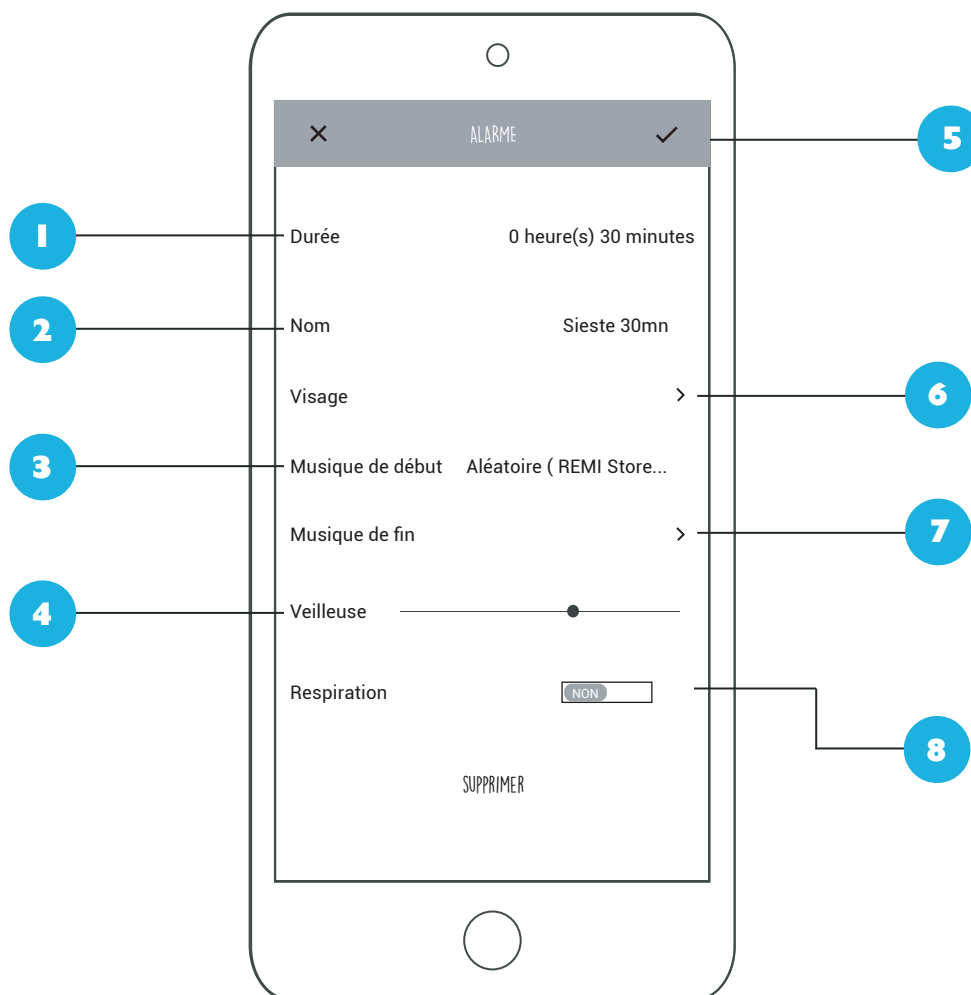 ALARME
5
1
Durée 0 heure(s) 30 minutes
2
Nom Sieste 30mn
Visage >
6
3
Musique de début Aléatoire ( REMI Store...
Musique de fin >
7
4
Veilleuse
Respiration NON
8
SUPPRIMER